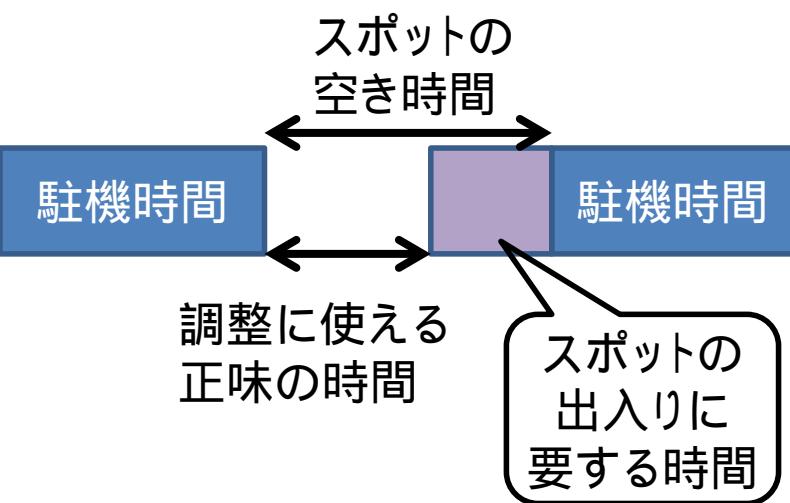 スポットの
空き時間
駐機時間
駐機時間
調整に使える
正味の時間
スポットの
出入りに
要する時間